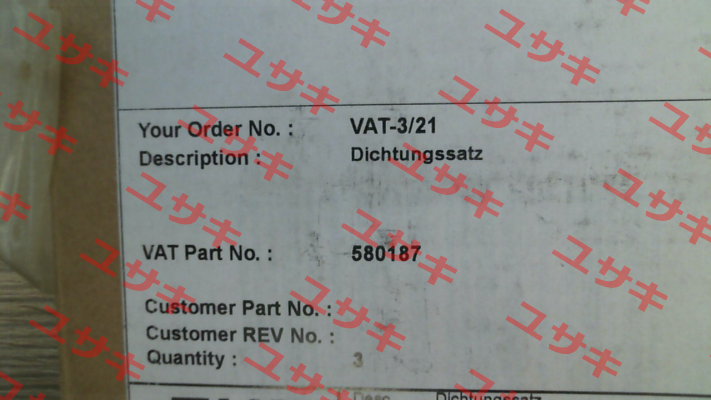 Your Order No. : VAT-3/21
Description : Dichtungssatz
VAT Part No. : 580187
Customer Part No. :
Customer REV No. :
Quantity : 3
Desc Dichtungssatz
ユサキ